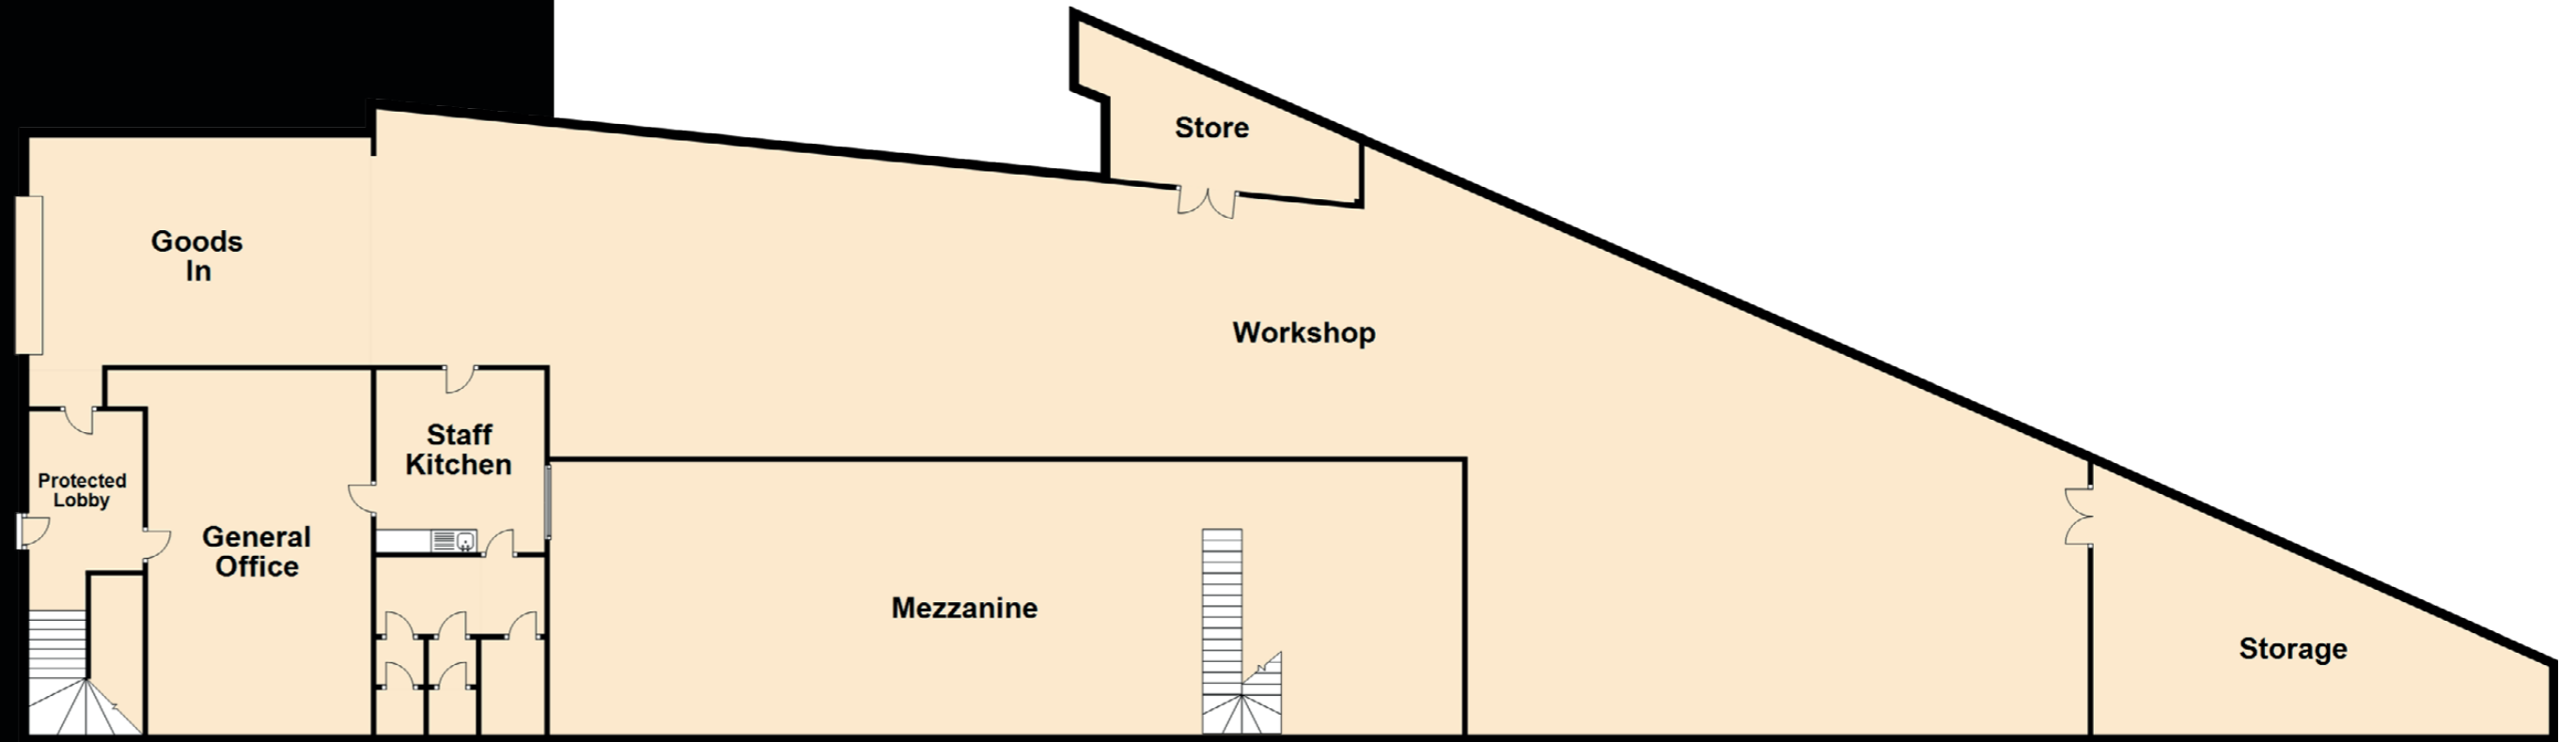 Store
Goods
In
Workshop
Staff
Kitchen
Protected
Lobby
General
Office
Mezzanine
Storage